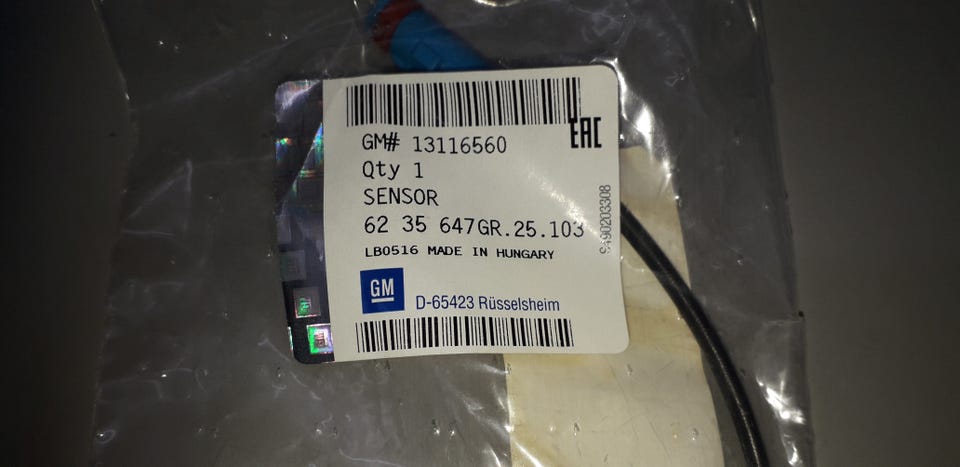 EAC
GM# 13116560
Qty 1
SENSOR
62 35 647GR.25.103
LB0516 MADE IN HUNGARY
GM
D-65423 Rüsselsheim